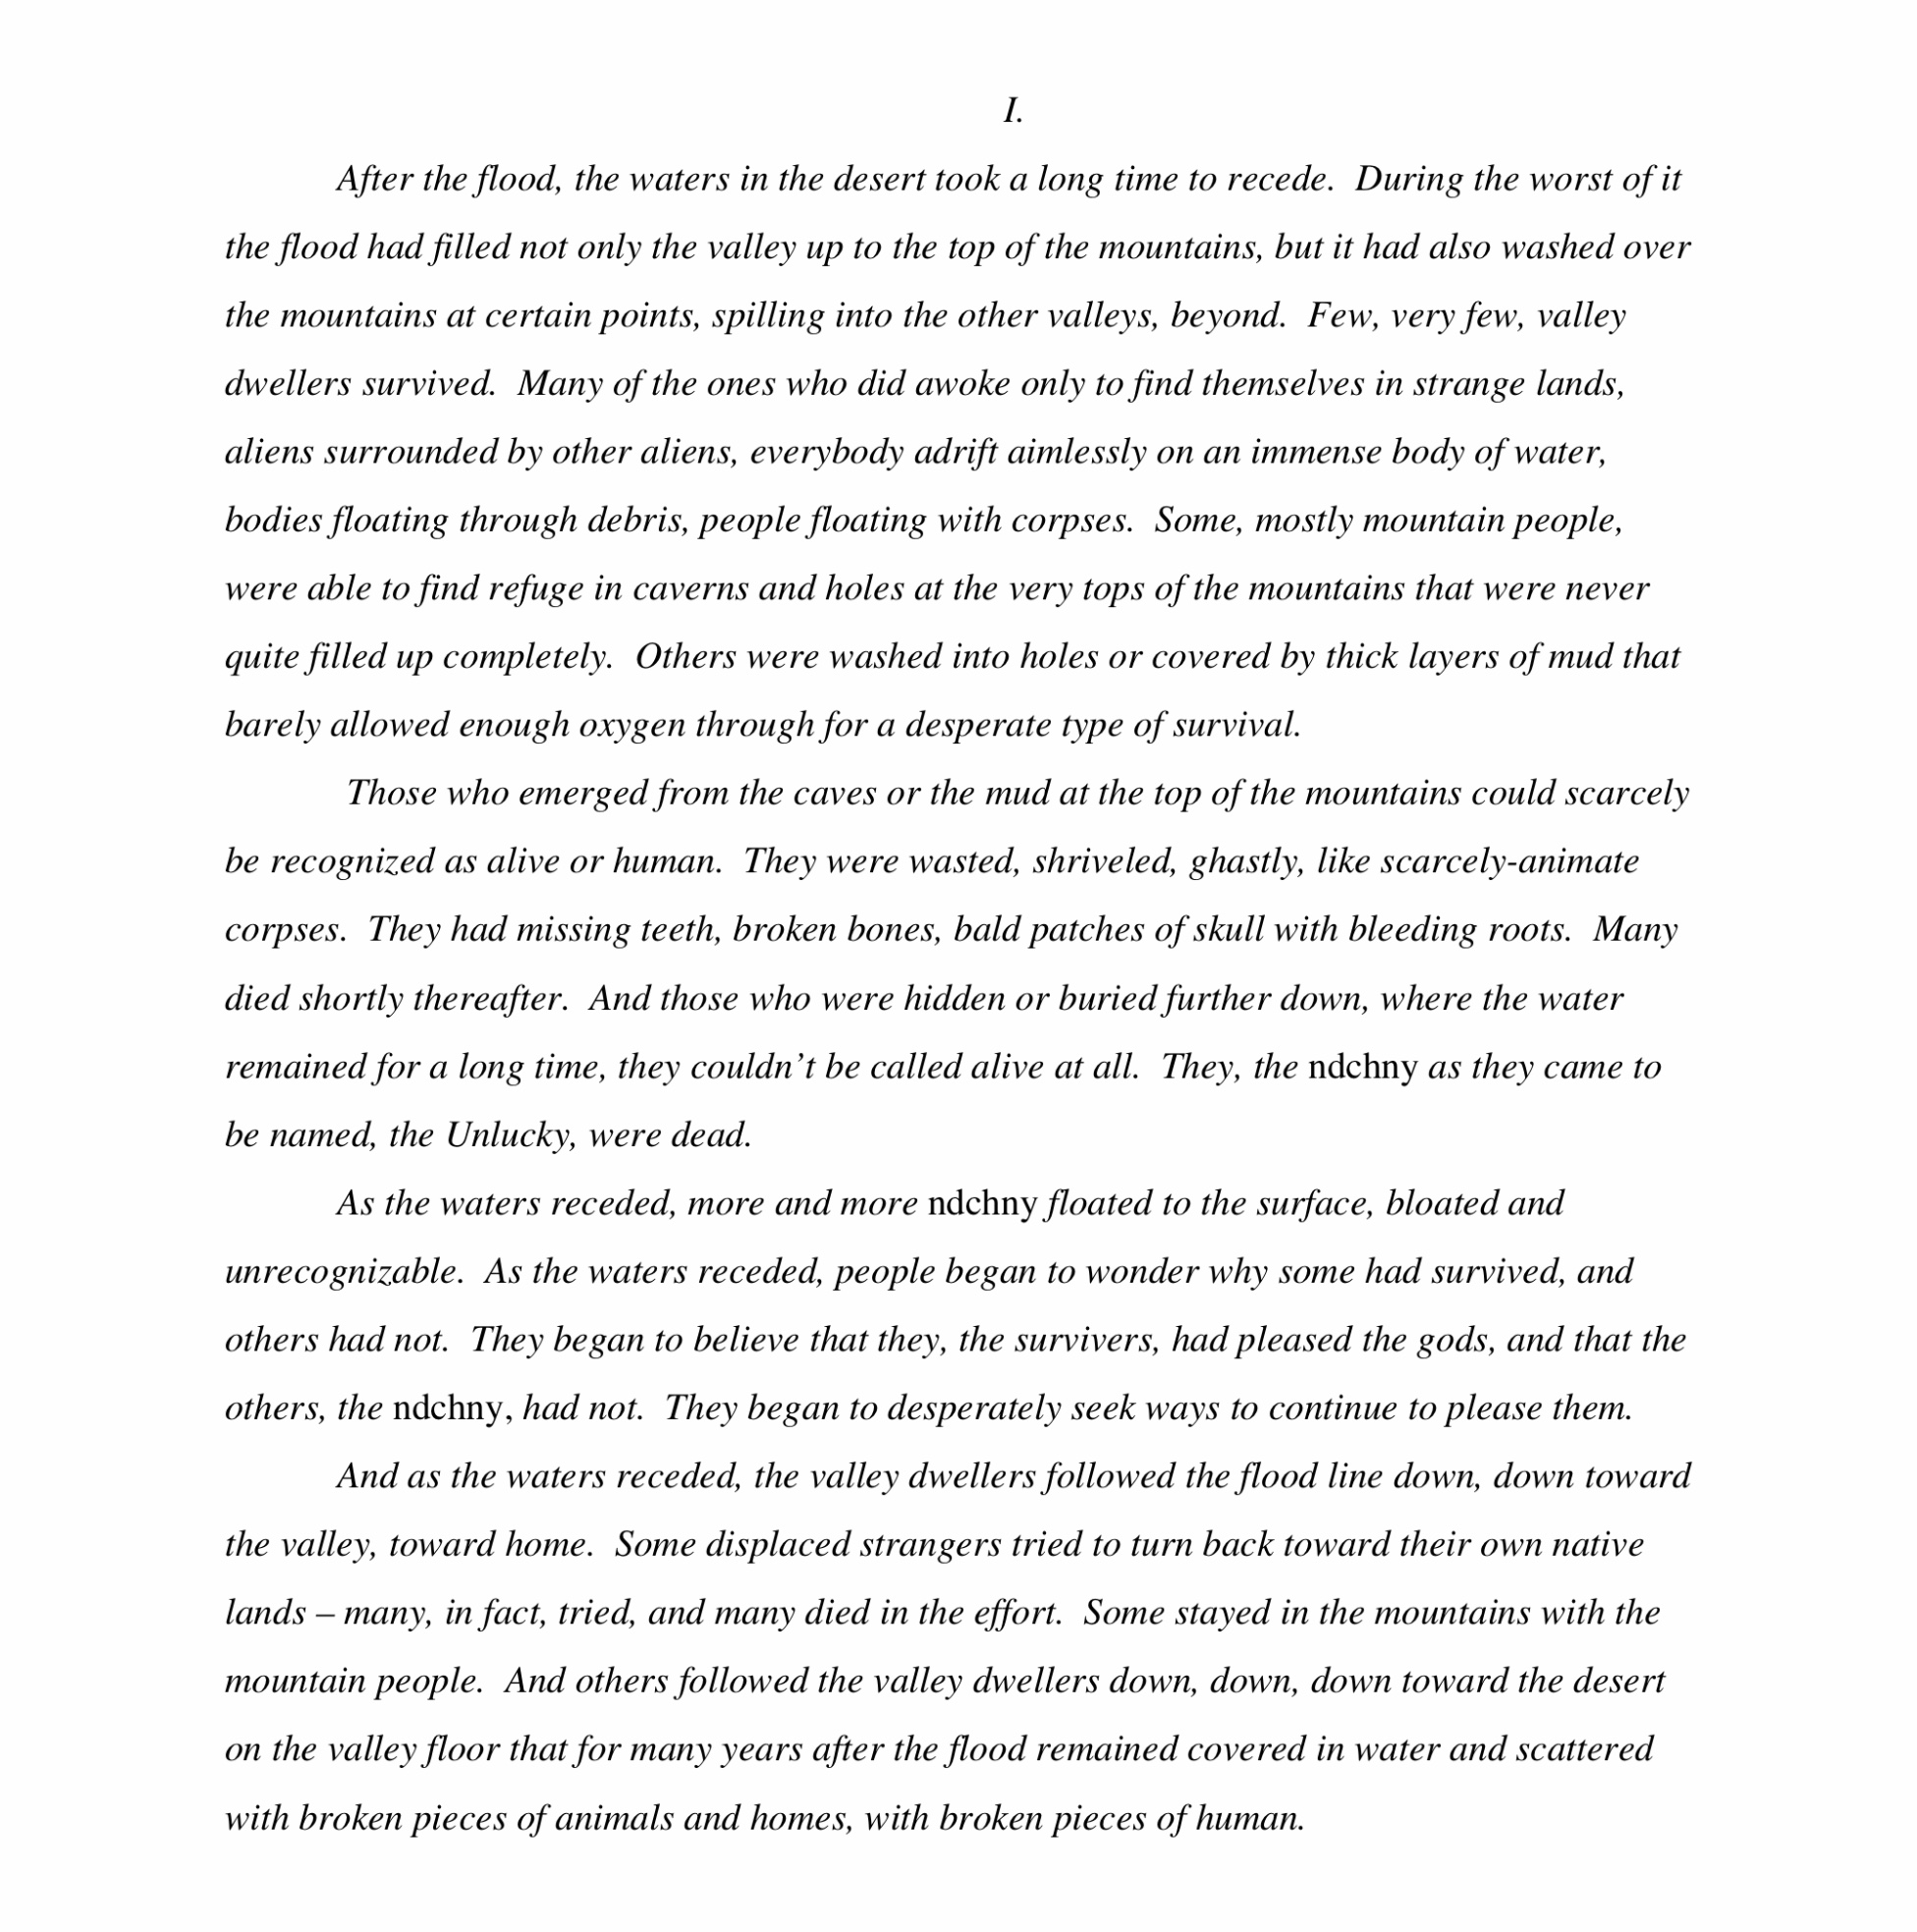 I.
After the flood, the waters in the desert took a long time to recede.  During the worst of it
the flood had filled not only the valley up to the top of the mountains, but it had also washed over
the mountains at certain points, spilling into the other valleys, beyond.  Few, very few, valley
dwellers survived.  Many of the ones who did awoke only to find themselves in strange lands,
aliens surrounded by other aliens, everybody adrift aimlessly on an immense body of water,
bodies floating through debris, people floating with corpses.  Some, mostly mountain people,
were able to find refuge in caverns and holes at the very tops of the mountains that were never
quite filled up completely.  Others were washed into holes or covered by thick layers of mud that
barely allowed enough oxygen through for a desperate type of survival.
Those who emerged from the caves or the mud at the top of the mountains could scarcely
be recognized as alive or human.  They were wasted, shriveled, ghastly, like scarcely-animate
corpses.  They had missing teeth, broken bones, bald patches of skull with bleeding roots.  Many
died shortly thereafter.  And those who were hidden or buried further down, where the water
remained for a long time, they couldn’t be called alive at all.  They, the ndchny as they came to
be named, the Unlucky, were dead.
As the waters receded, more and more ndchny floated to the surface, bloated and
unrecognizable.  As the waters receded, people began to wonder why some had survived, and
others had not.  They began to believe that they, the survivers, had pleased the gods, and that the
others, the ndchny, had not.  They began to desperately seek ways to continue to please them.
And as the waters receded, the valley dwellers followed the flood line down, down toward
the valley, toward home.  Some displaced strangers tried to turn back toward their own native
lands – many, in fact, tried, and many died in the effort.  Some stayed in the mountains with the
mountain people.  And others followed the valley dwellers down, down, down toward the desert
on the valley floor that for many years after the flood remained covered in water and scattered
with broken pieces of animals and homes, with broken pieces of human.